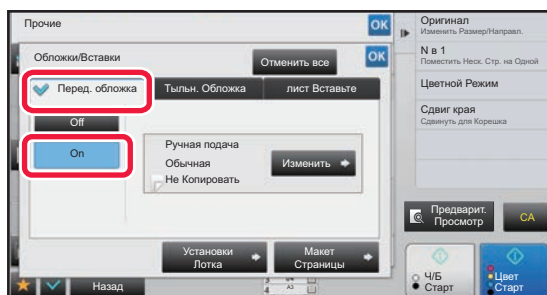 Прочие
OK
Обложки/Вставки
Отменить все
OK
Перед. обложка
Тыльн. Обложка
лист Вставьте
Off
On
Ручная подача
Обычная
Не Копировать
Изменить
Установки
Лотка
Макет
Страницы
Назад
A3
Оригинал
Изменить Размер/Направл.
N в 1
Поместить Неск. Стр. на Одной
Цветной Режим
Сдвиг края
Сдвинуть для Корешка
Предварит.
Просмотр
CA
Ч/Б
Старт
Цвет
Старт